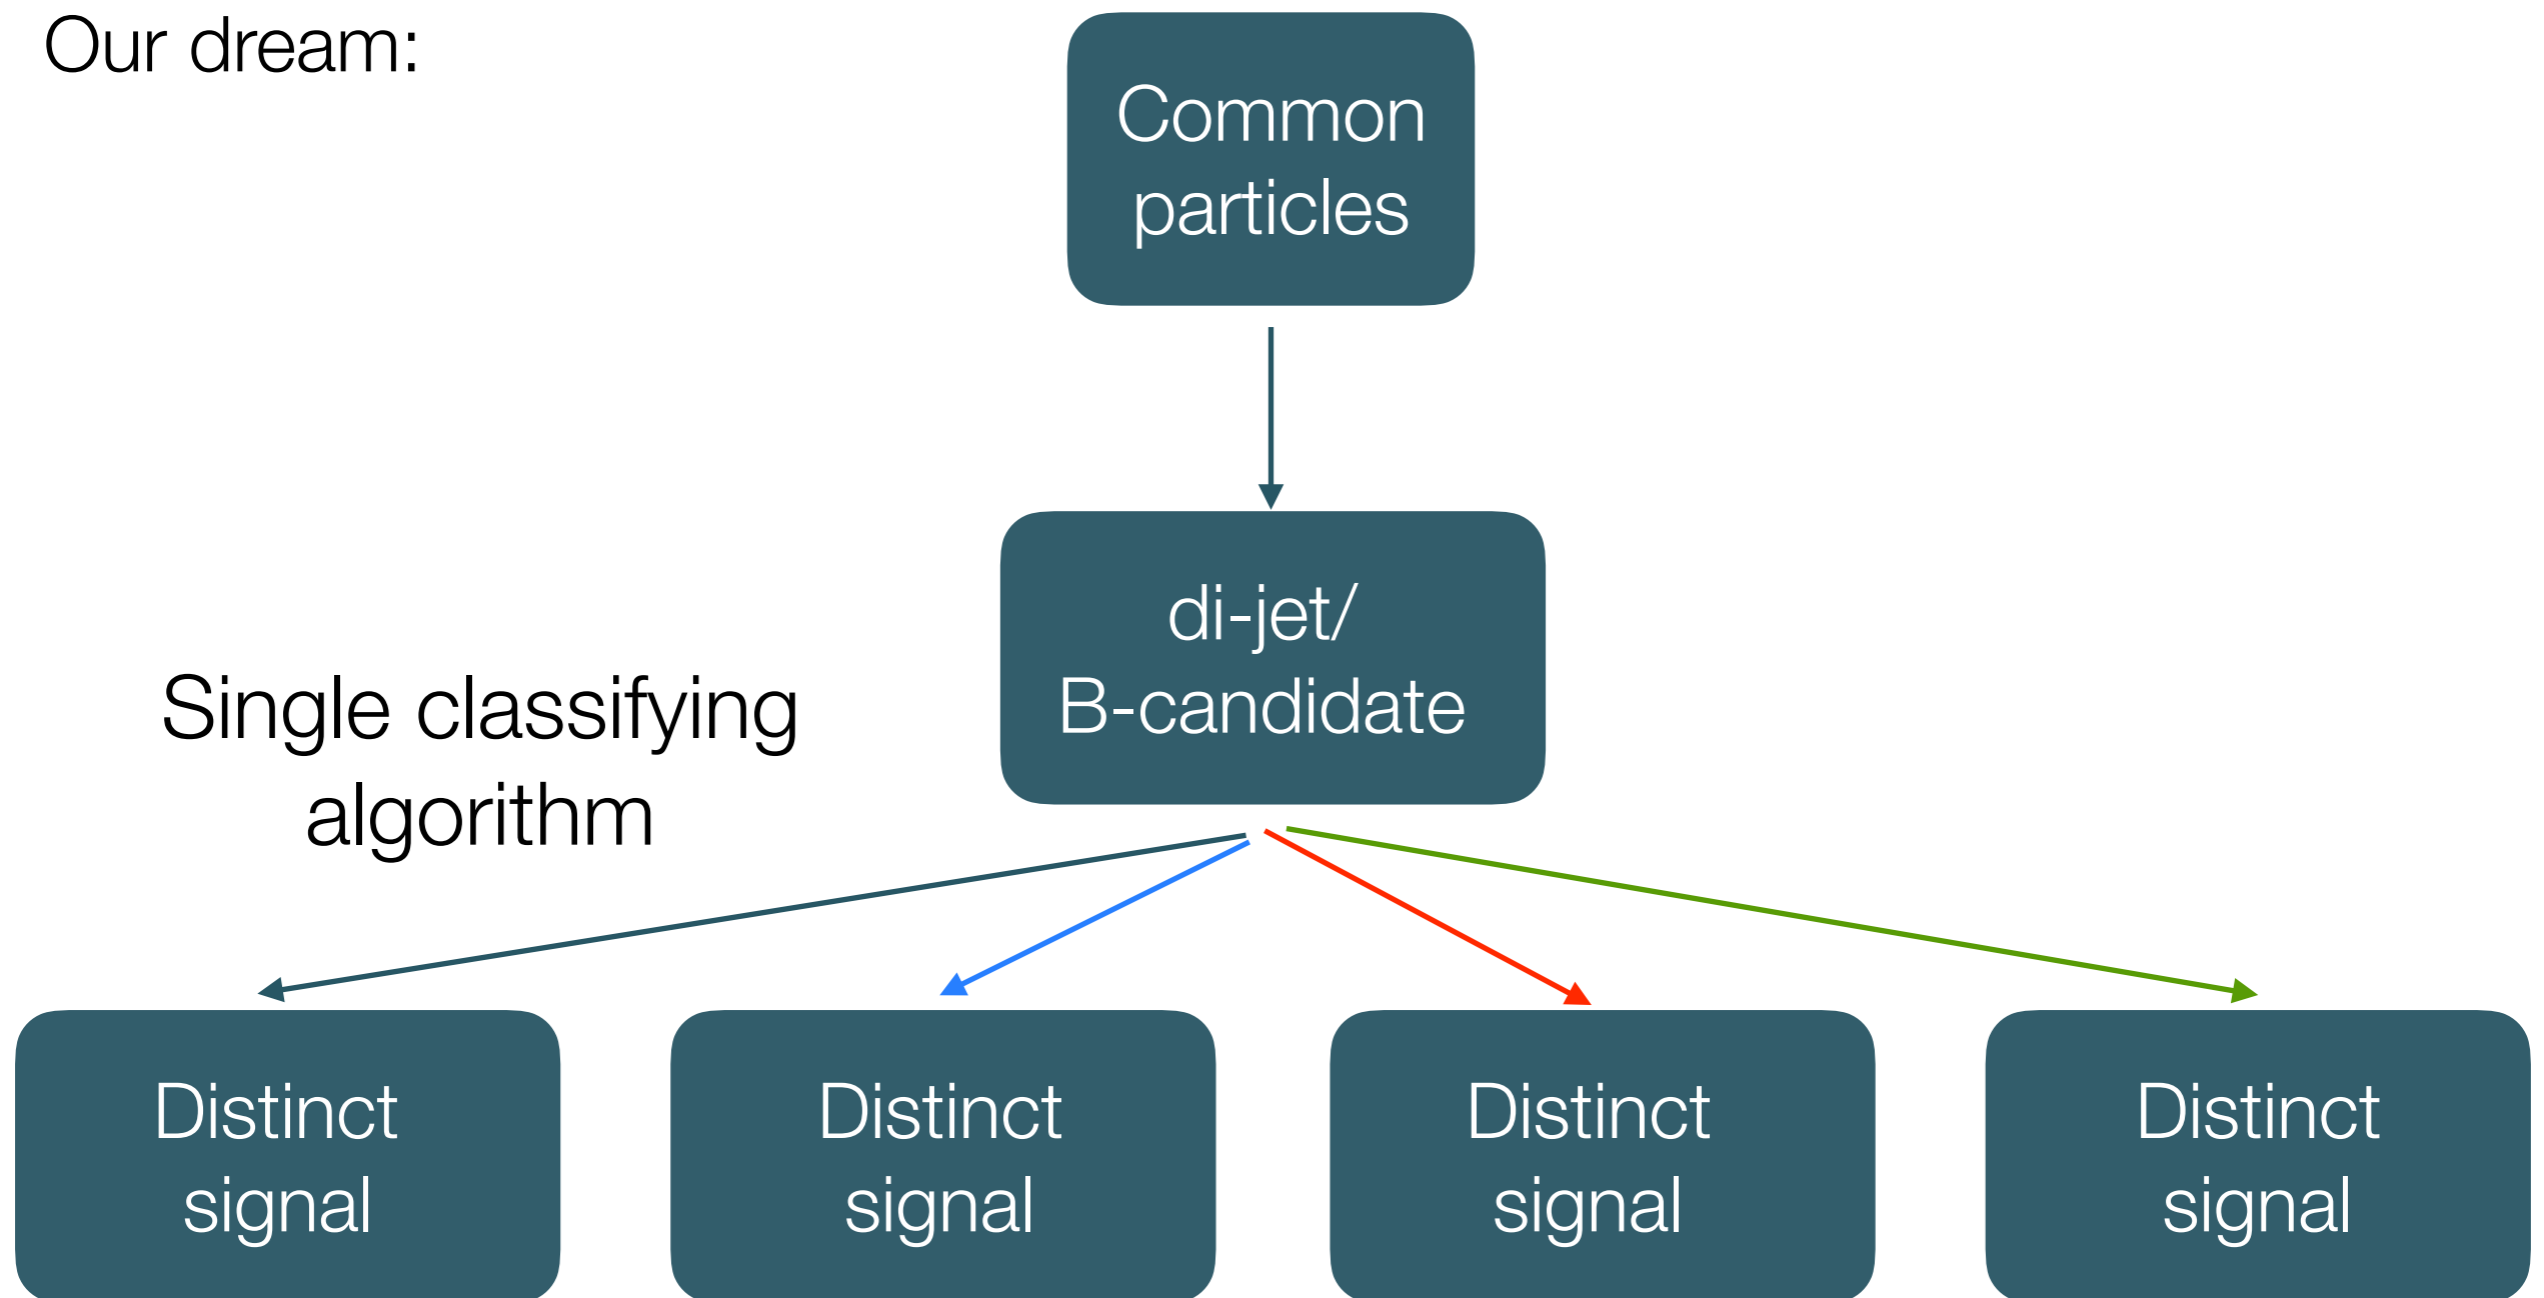 Our dream:
Common
particles
di-jet/
B-candidate
Single classifying
algorithm
Distinct
signal
Distinct
signal
Distinct
signal
Distinct
signal